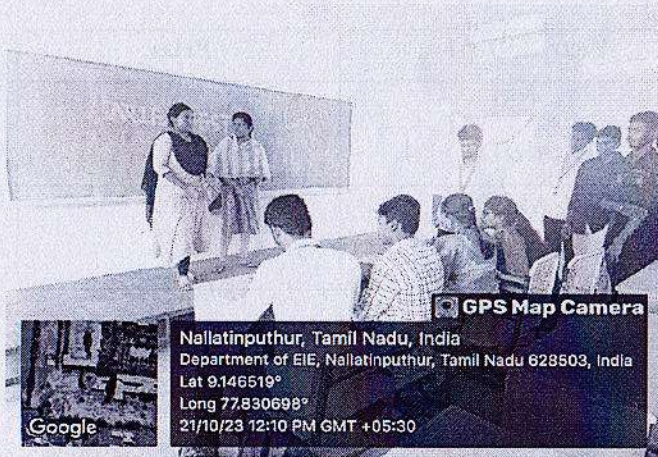 GPS Map Camera
Nallatinputhur, Tamil Nadu, India
Department of EIE, Nallatinputhur, Tamil Nadu 628503, India
Lat 9.146519°
Long 77.830698°
21/10/23 12:10 PM GMT +05:30
Google